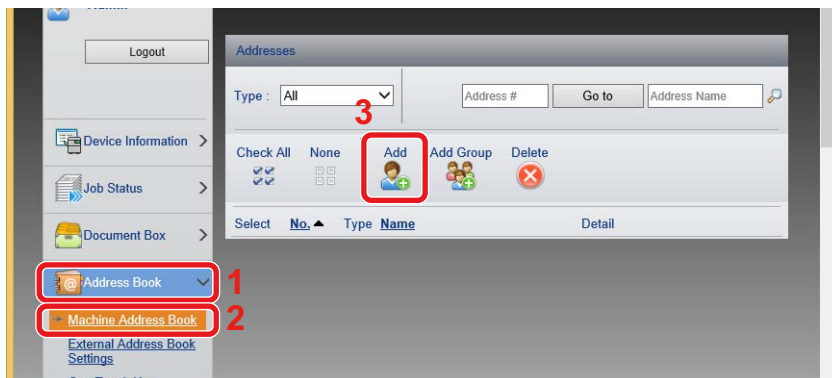 Admin
Logout
Addresses
Type : All
3
Address #
Go to
Address Name
Device Information
Check All None Add Add Group Delete
Job Status
Select No. Type Name Detail
Document Box
Address Book 1
Machine Address Book 2
External Address Book
Settings